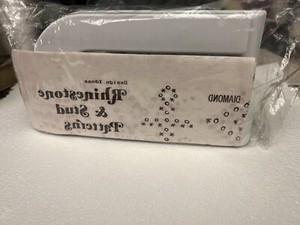 Design Ideas
Rhinestone
& Stud
Patterns
DIAMOND